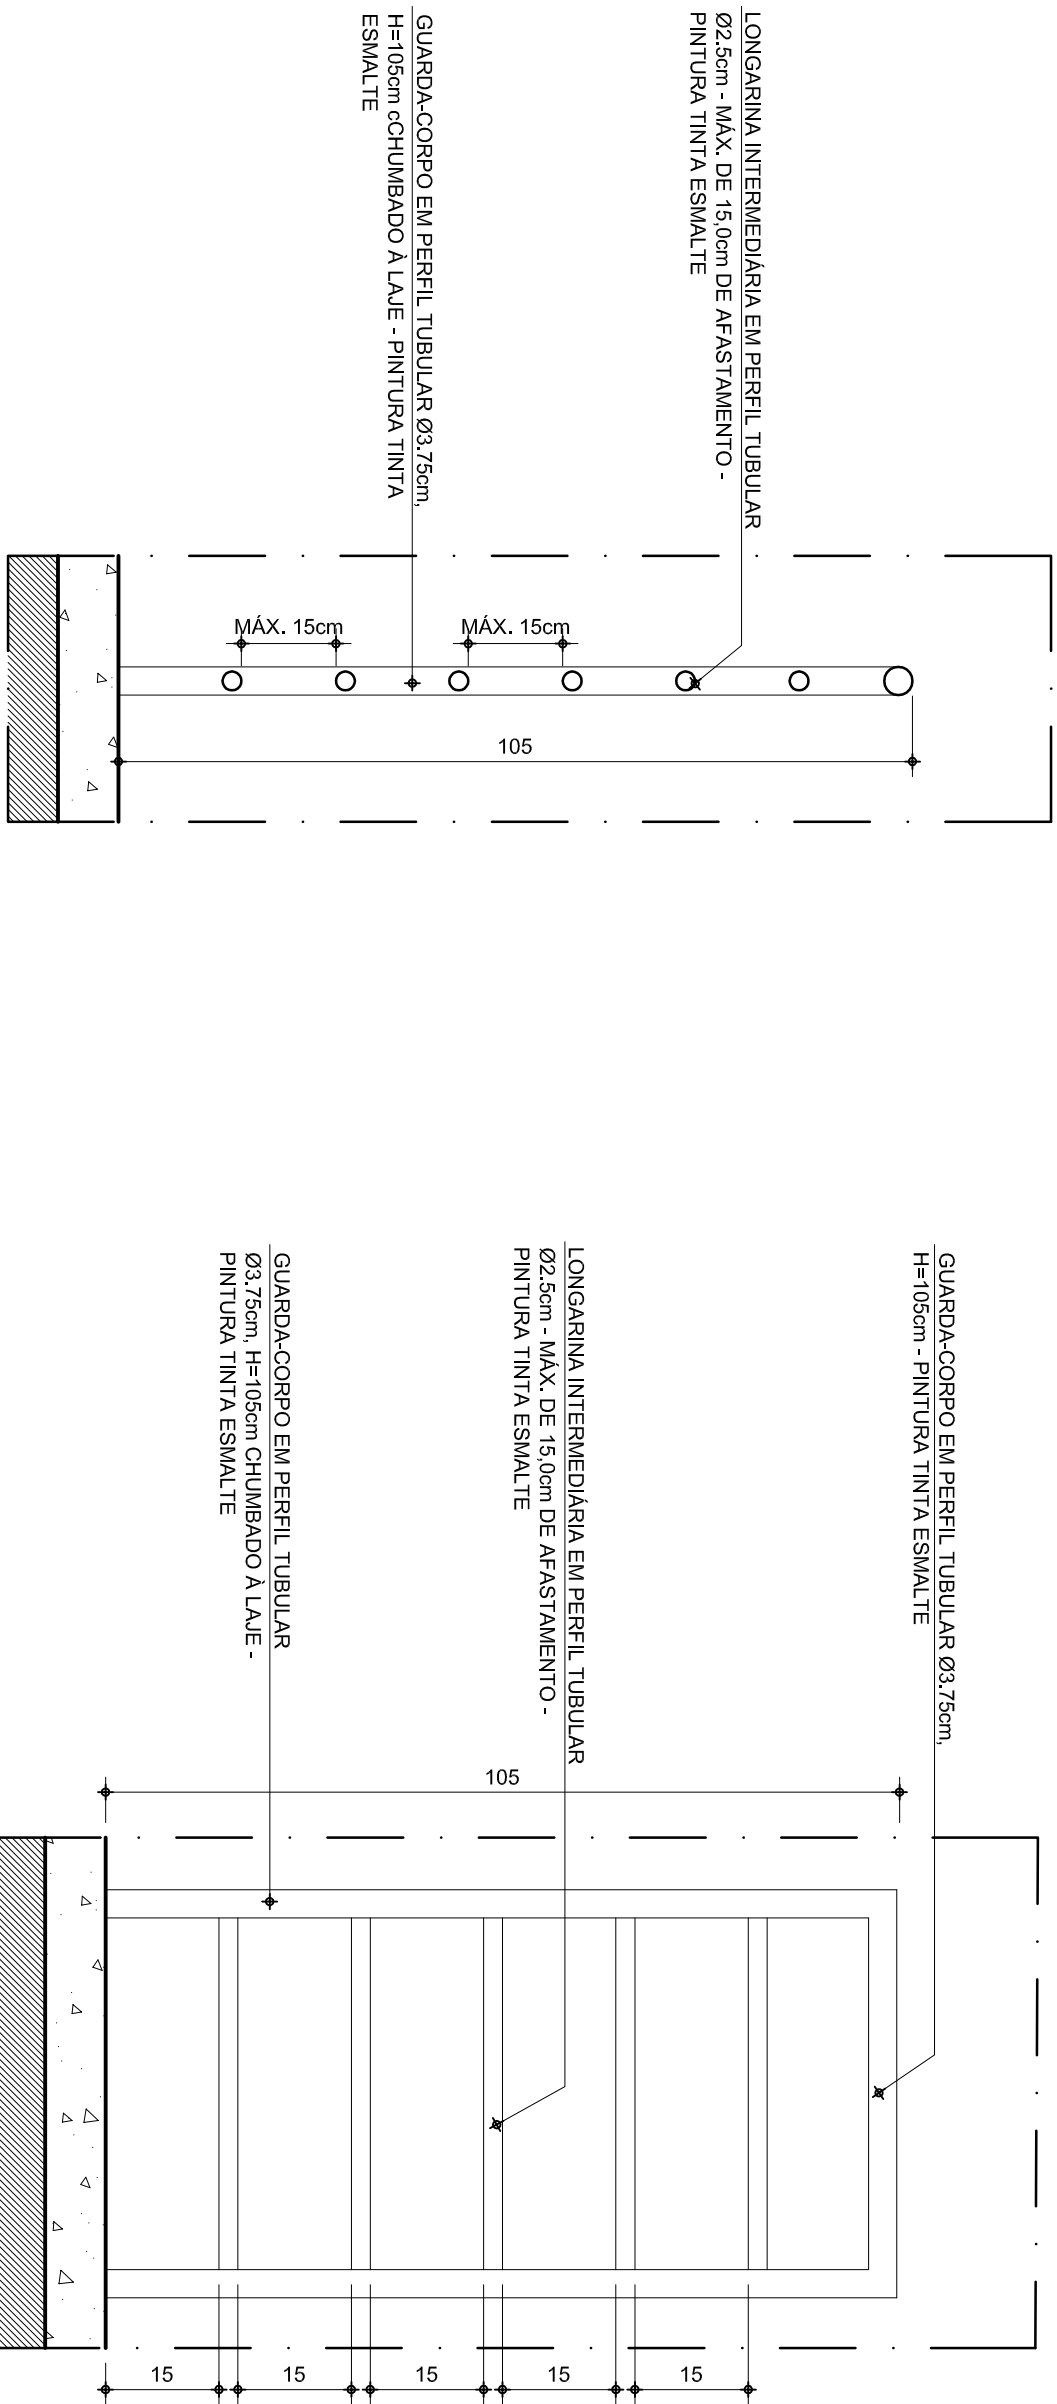 LONGARINA INTERMEDIÁRIA EM PERFIL TUBULAR
Ø2.5cm - MÁX. DE 15,0cm DE AFASTAMENTO -
PINTURA TINTA ESMALTE
GUARDA-CORPO EM PERFIL TUBULAR Ø3.75cm,
H=105cm cCHUMBADO À LAJE - PINTURA TINTA
ESMALTE
MÁX. 15cm
MÁX. 15cm
105
GUARDA-CORPO EM PERFIL TUBULAR Ø3.75cm,
H=105cm - PINTURA TINTA ESMALTE
LONGARINA INTERMEDIÁRIA EM PERFIL TUBULAR
Ø2.5cm - MÁX. DE 15,0cm DE AFASTAMENTO -
PINTURA TINTA ESMALTE
GUARDA-CORPO EM PERFIL TUBULAR
Ø3.75cm, H=105cm CHUMBADO À LAJE -
PINTURA TINTA ESMALTE
105
15
15
15
15
15